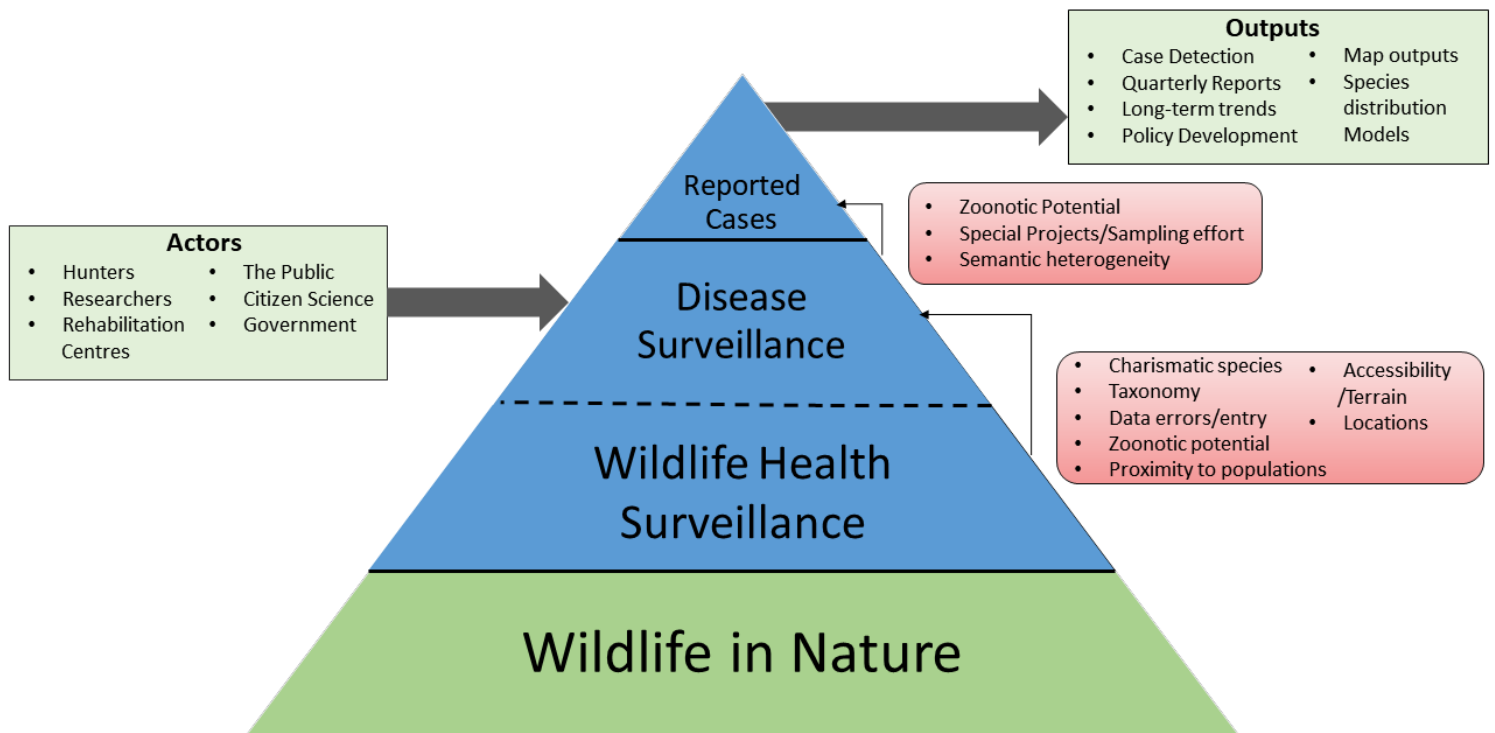 Outputs
• Case Detection
• Quarterly Reports
• Long-term trends
• Policy Development
• Map outputs
• Species
distribution
Models
Reported
Cases
• Zoonotic Potential
• Special Projects/Sampling effort
• Semantic heterogeneity
Actors
• Hunters
• Researchers
• Rehabilitation
Centres
• The Public
• Citizen Science
• Government
Disease
Surveillance
• Charismatic species
• Taxonomy
• Data errors/entry
• Zoonotic potential
• Proximity to populations
• Accessibility
/Terrain
• Locations
Wildlife Health
Surveillance
Wildlife in Nature